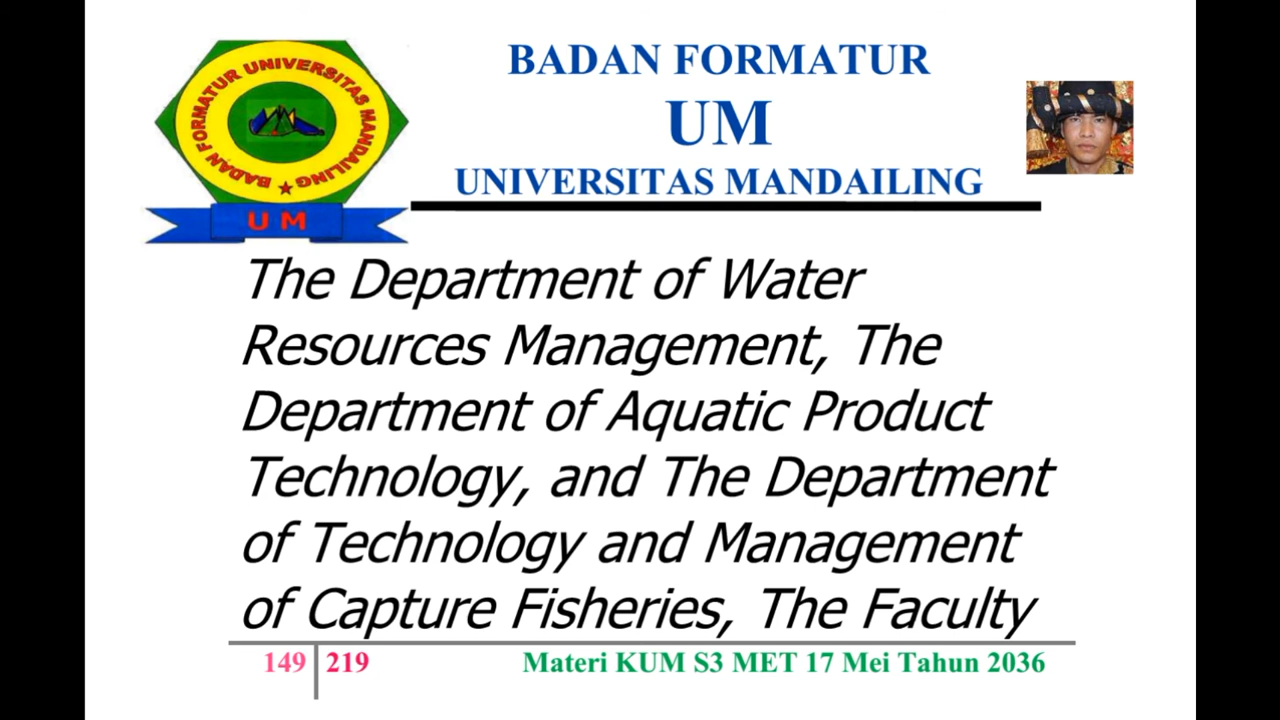 BADAN FORMATUR UNIVERSITAS MANDAILING
UM
BADAN FORMATUR
UM
UNIVERSITAS MANDAILING
The Department of Water
Resources Management, The
Department of Aquatic Product
Technology, and The Department
of Technology and Management
of Capture Fisheries, The Faculty
149 219 Materi KUM S3 MET 17 Mei Tahun 2036